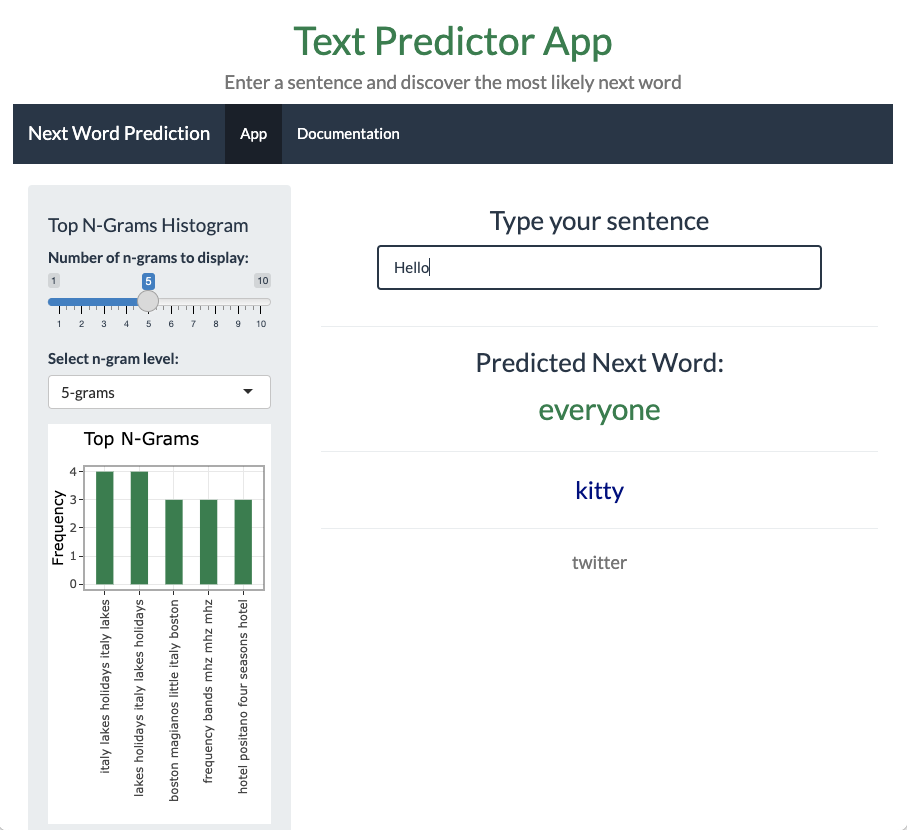 Text Predictor App
Enter a sentence and discover the most likely next word
Next Word Prediction App Documentation
Top N-Grams Histogram
Number of n-grams to display:
1 5 10
1 2 3 4 5 6 7 8 9 10
Select n-gram level:
5-grams
Top N-Grams
Frequency
4
3
2
1
0
italy lakes holidays italy lakes
lakes holidays italy lakes holidays
boston magianos little italy boston
frequency bands mhz mhz mhz
hotel positano four seasons hotel
Type your sentence
Hello
Predicted Next Word:
everyone
kitty
twitter